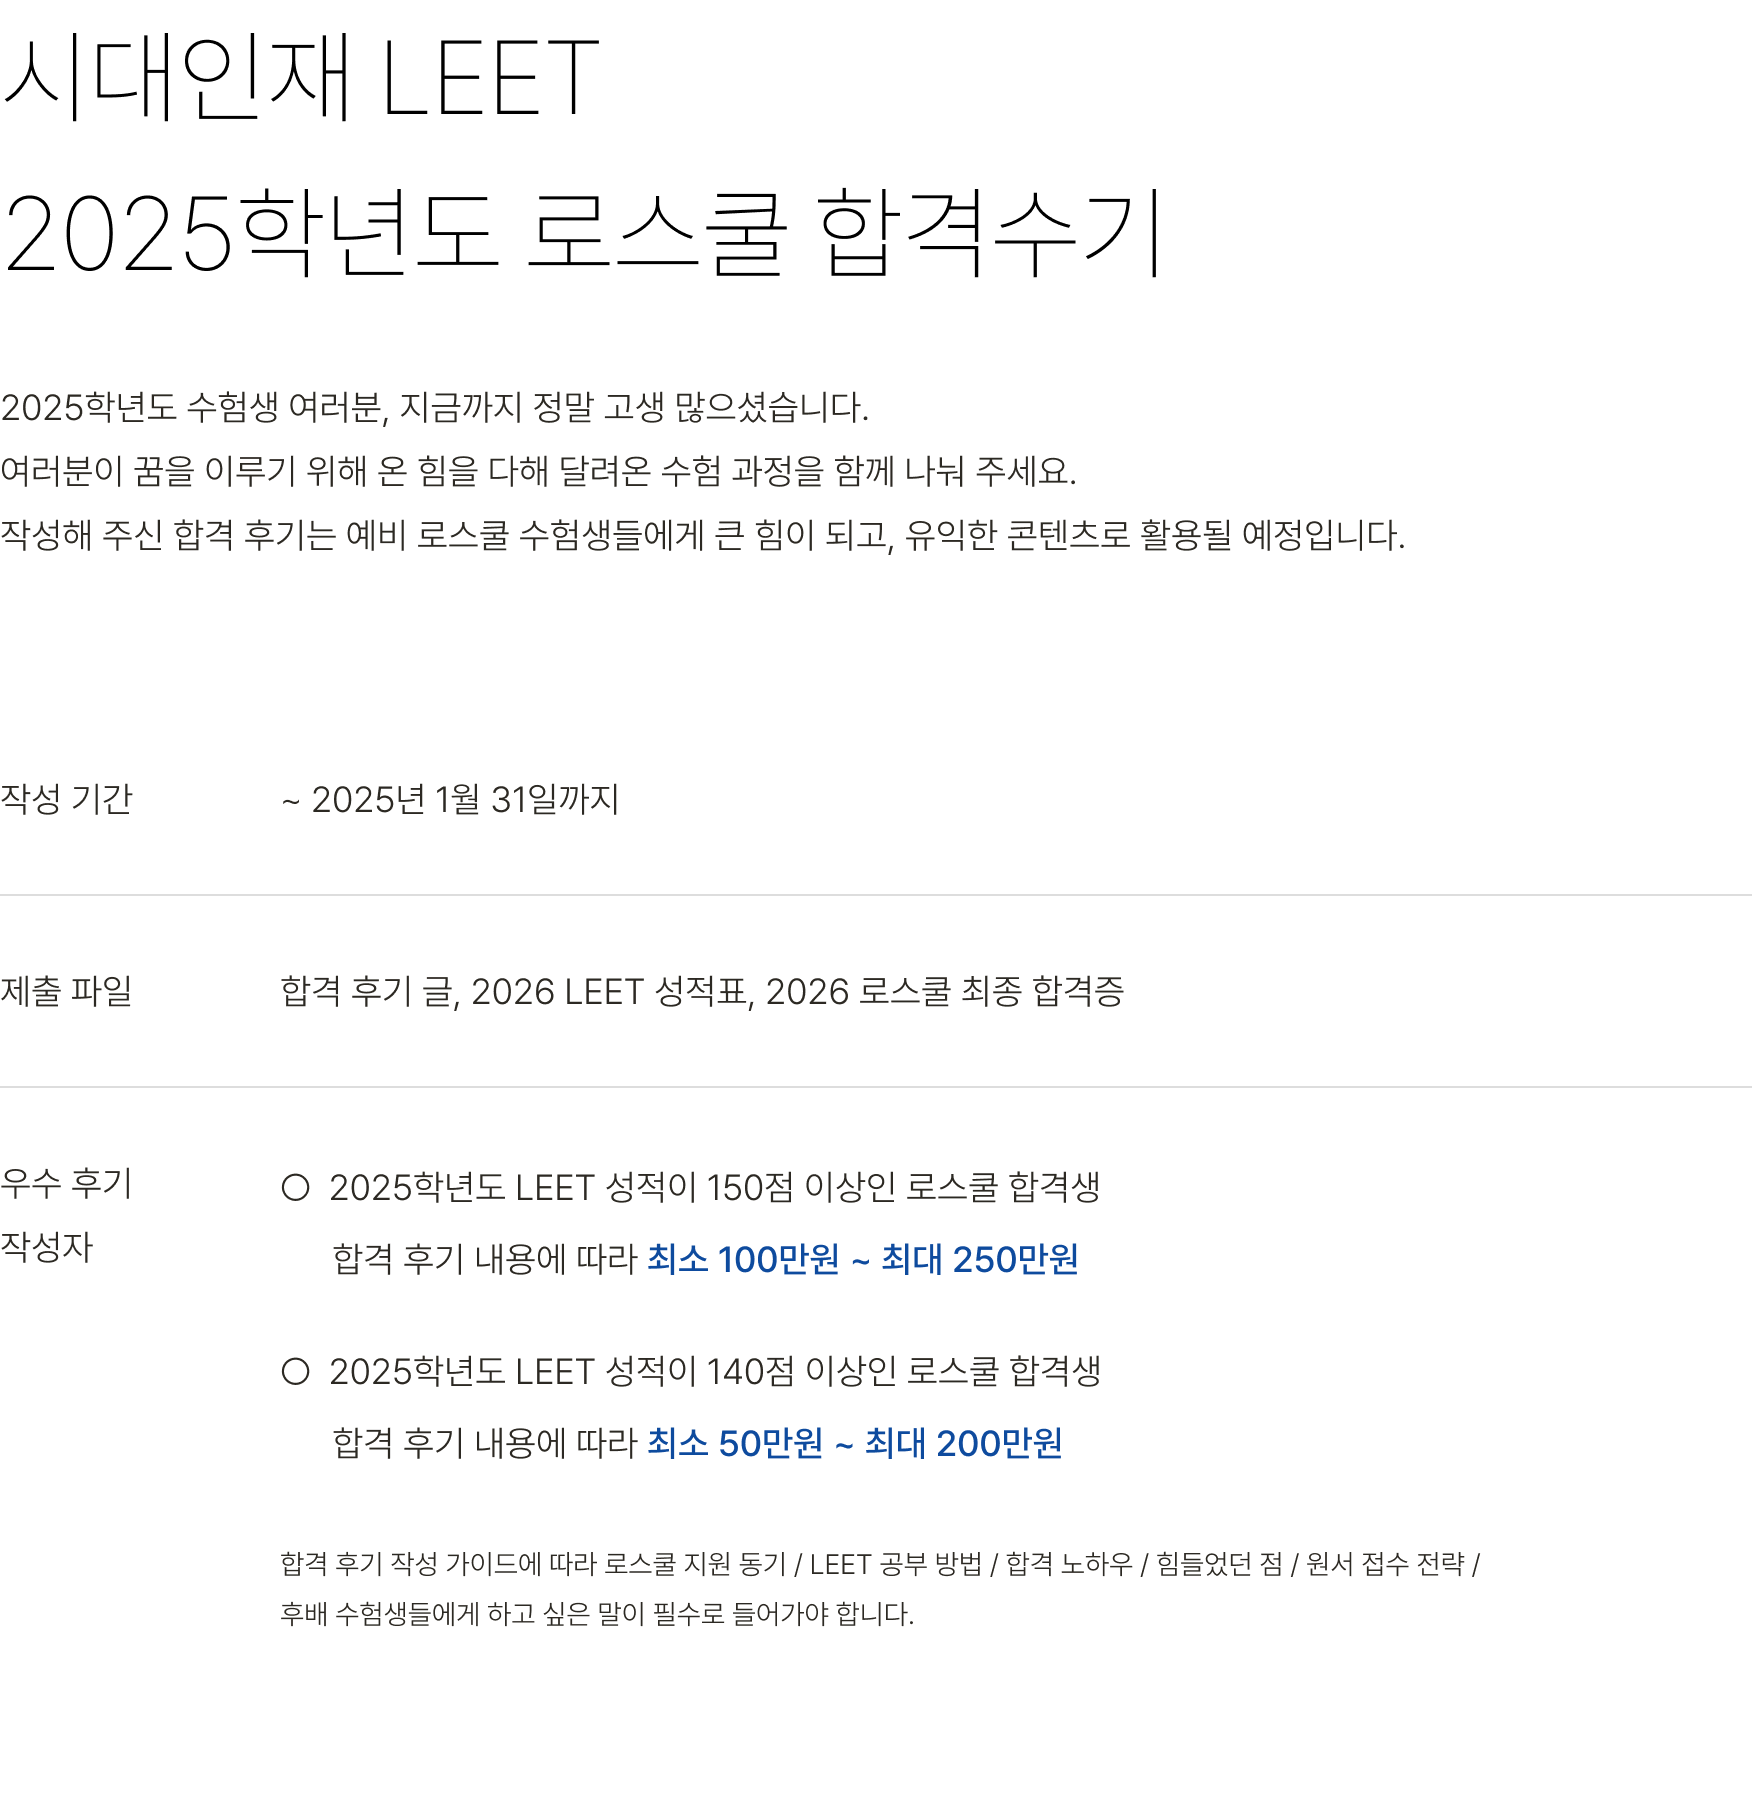 시대인재 LEET
2025학년도 로스쿨 합격수기
2025학년도 수험생 여러분, 지금까지 정말 고생 많으셨습니다.
여러분이 꿈을 이루기 위해 온 힘을 다해 달려온 수험 과정을 함께 나눠 주세요.
작성해 주신 합격 후기는 예비 로스쿨 수험생들에게 큰 힘이 되고, 유익한 콘텐츠로 활용될 예정입니다.
작성 기간 ~ 2025년 1월 31일까지
제출 파일 합격 후기 글, 2026 LEET 성적표, 2026 로스쿨 최종 합격증
우수 후기
작성자
○ 2025학년도 LEET 성적이 150점 이상인 로스쿨 합격생
합격 후기 내용에 따라 최소 100만원 ~ 최대 250만원
○ 2025학년도 LEET 성적이 140점 이상인 로스쿨 합격생
합격 후기 내용에 따라 최소 50만원 ~ 최대 200만원
합격 후기 작성 가이드에 따라 로스쿨 지원 동기 / LEET 공부 방법 / 합격 노하우 / 힘들었던 점 / 원서 접수 전략 /
후배 수험생들에게 하고 싶은 말이 필수로 들어가야 합니다.